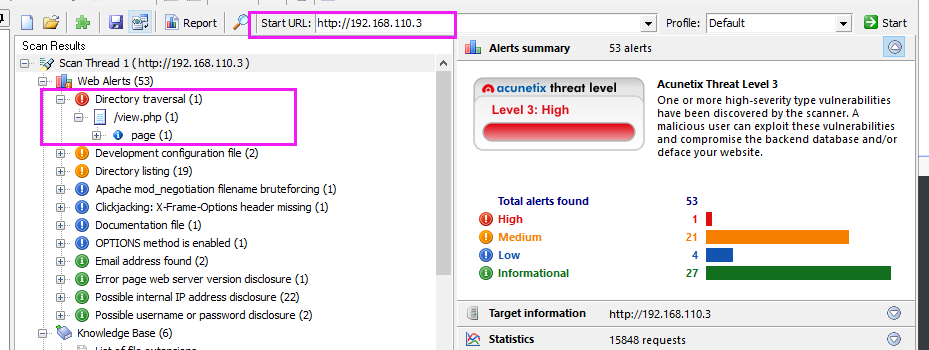 Report
Start URL: http://192.168.110.3
Profile: Default
Start
Scan Results
Scan Thread 1 ( http://192.168.110.3 )
Web Alerts (53)
Directory traversal (1)
/view.php (1)
page (1)
Development configuration file (2)
Directory listing (19)
Apache mod_negotiation filename bruteforcing (1)
Clickjacking: X-Frame-Options header missing (1)
Documentation file (1)
OPTIONS method is enabled (1)
Email address found (2)
Error page web server version disclosure (1)
Possible internal IP address disclosure (22)
Possible username or password disclosure (2)
Knowledge Base (6)
List of file extensions
Alerts summary 53 alerts
acunetix threat level
Level 3: High
Acunetix Threat Level 3
One or more high-severity type vulnerabilities
have been discovered by the scanner. A
malicious user can exploit these vulnerabilities
and compromise the backend database and/or
deface your website.
Total alerts found 53
High 1
Medium 21
Low 4
Informational 27
Target information http://192.168.110.3
Statistics 15848 requests